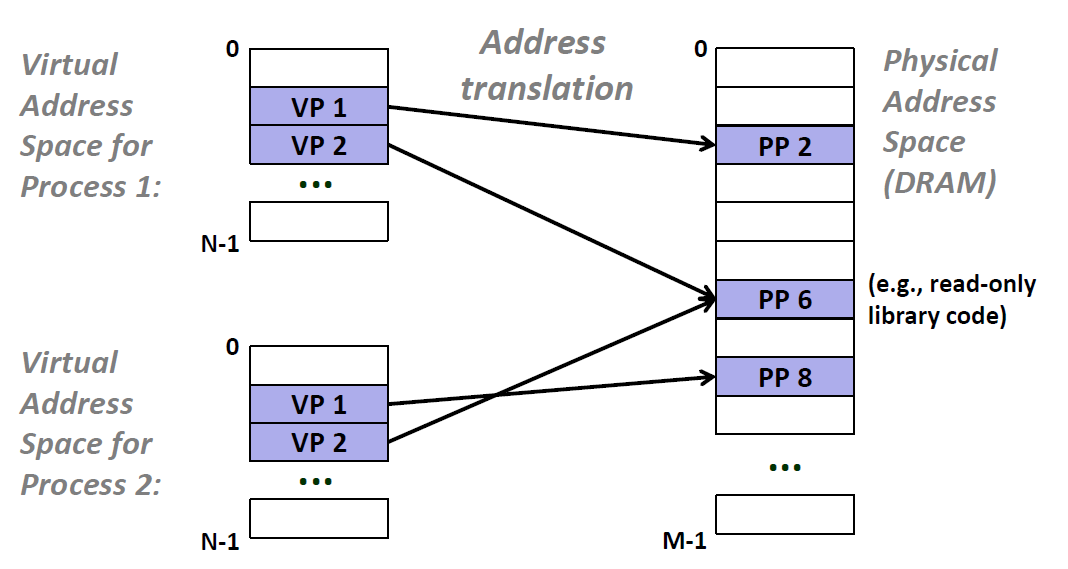 Virtual
Address
Space for
Process 1:
0
VP 1
VP 2
...
N-1
Address
translation
0
PP 2
PP 6
PP 8
...
M-1
Physical
Address
Space
(DRAM)
(e.g., read-only
library code)
Virtual
Address
Space for
Process 2:
0
VP 1
VP 2
...
N-1